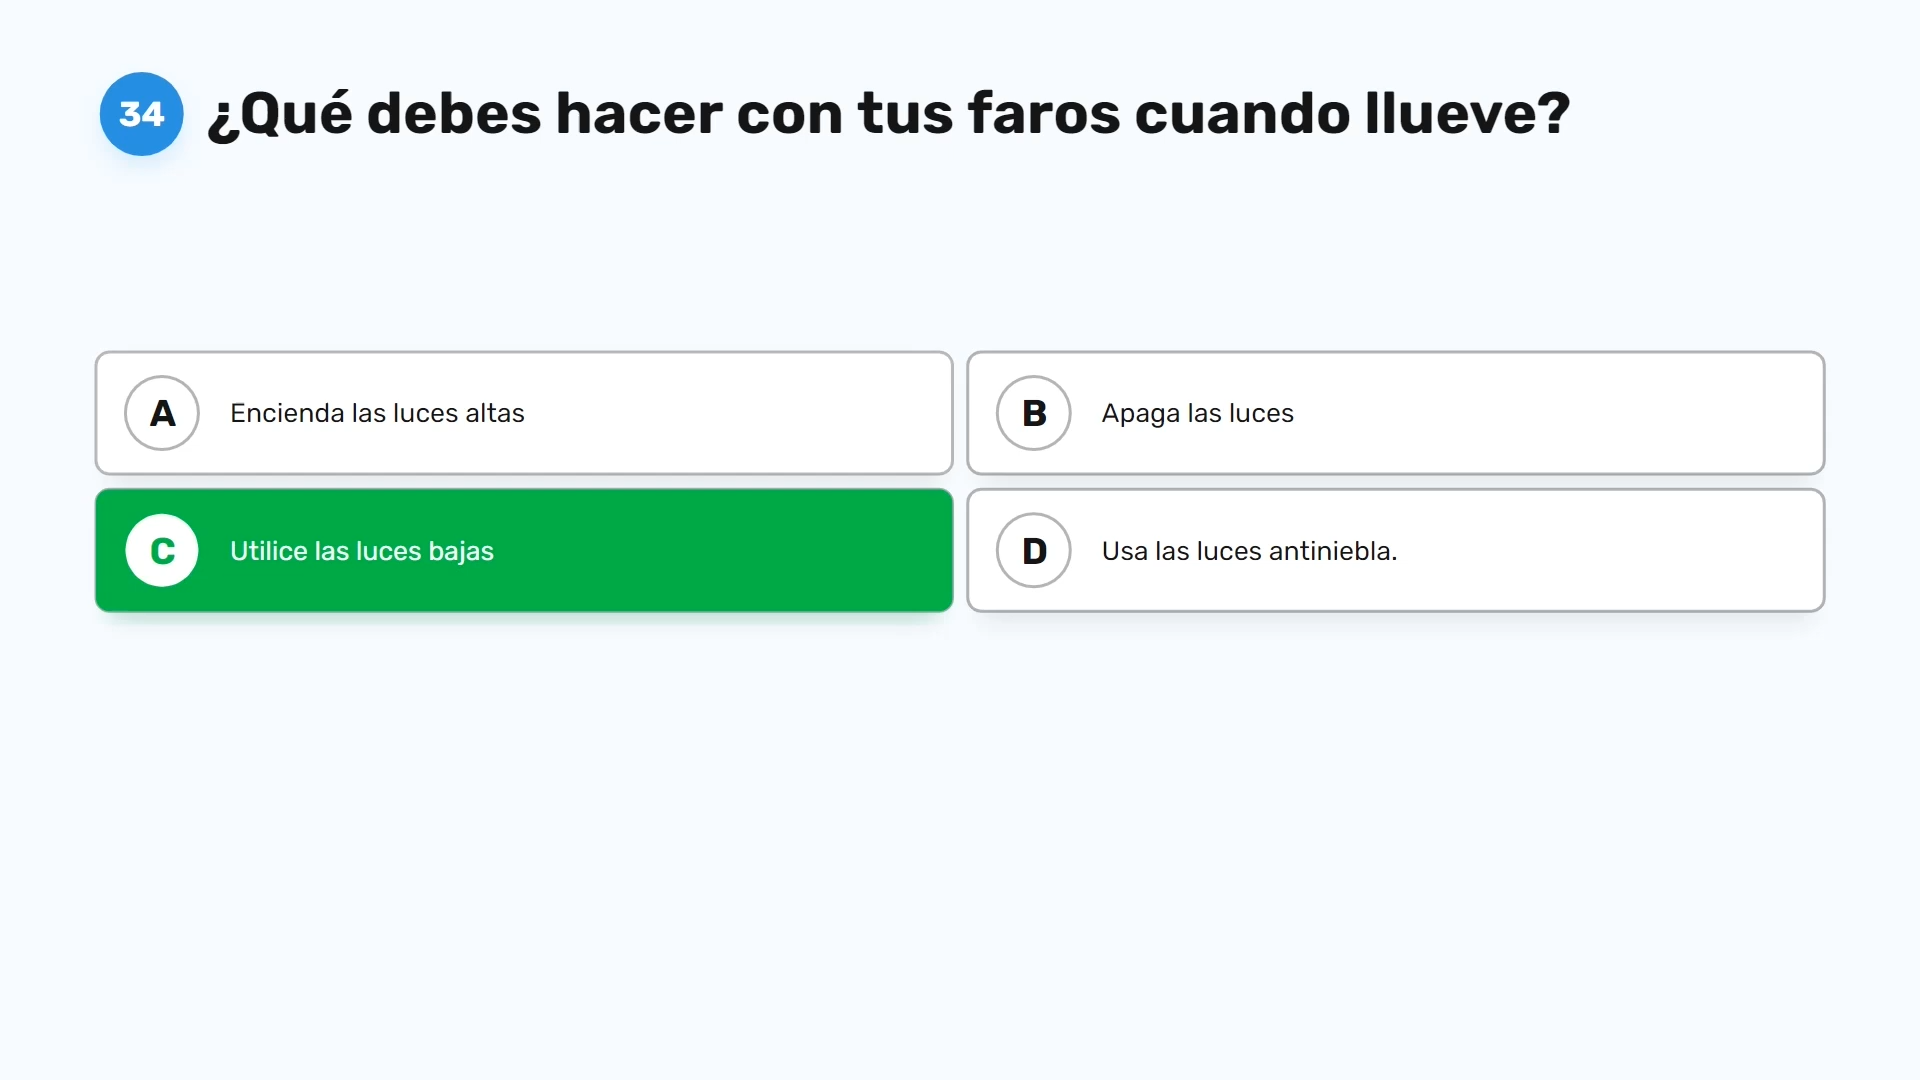 34 ¿Qué debes hacer con tus faros cuando llueve?
A Encienda las luces altas
B Apaga las luces
C Utilice las luces bajas
D Usa las luces antiniebla.